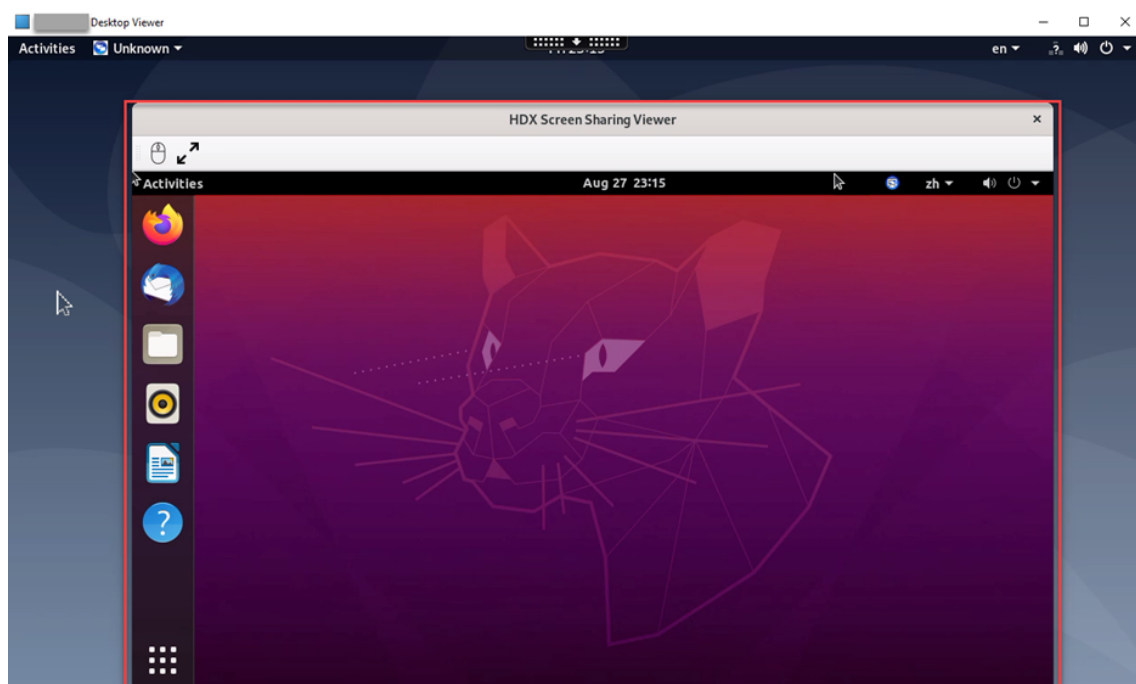 Desktop Viewer
Activities Unknown en
HDX Screen Sharing Viewer
Activities Aug 27 23:15 zh